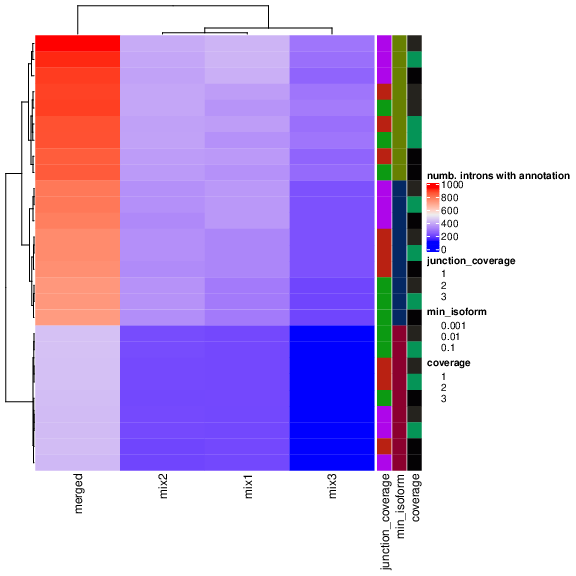 numb. introns with annotation
1000
800
600
400
200
0
junction_coverage
1
2
3
min_isoform
0.001
0.01
0.1
coverage
1
2
3
merged
mix2
mix1
mix3
junction_coverage
min_isoform
coverage